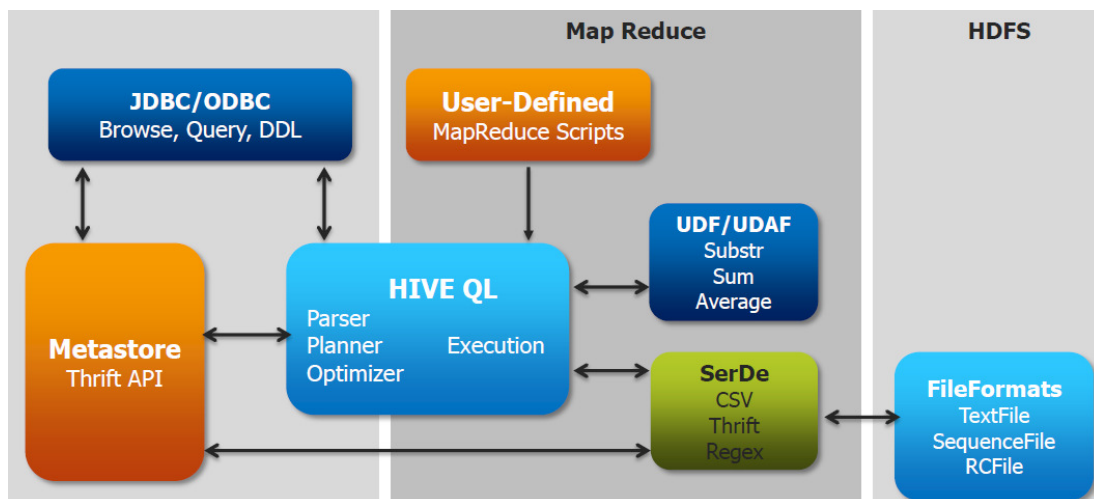 Map Reduce
HDFS
JDBC/ODBC
Browse, Query, DDL
User-Defined
MapReduce Scripts
UDF/UDAF
Substr
Sum
Average
HIVE QL
Parser
Planner
Optimizer
Execution
Metastore
Thrift API
SerDe
CSV
Thrift
Regex
FileFormats
TextFile
SequenceFile
RCFile